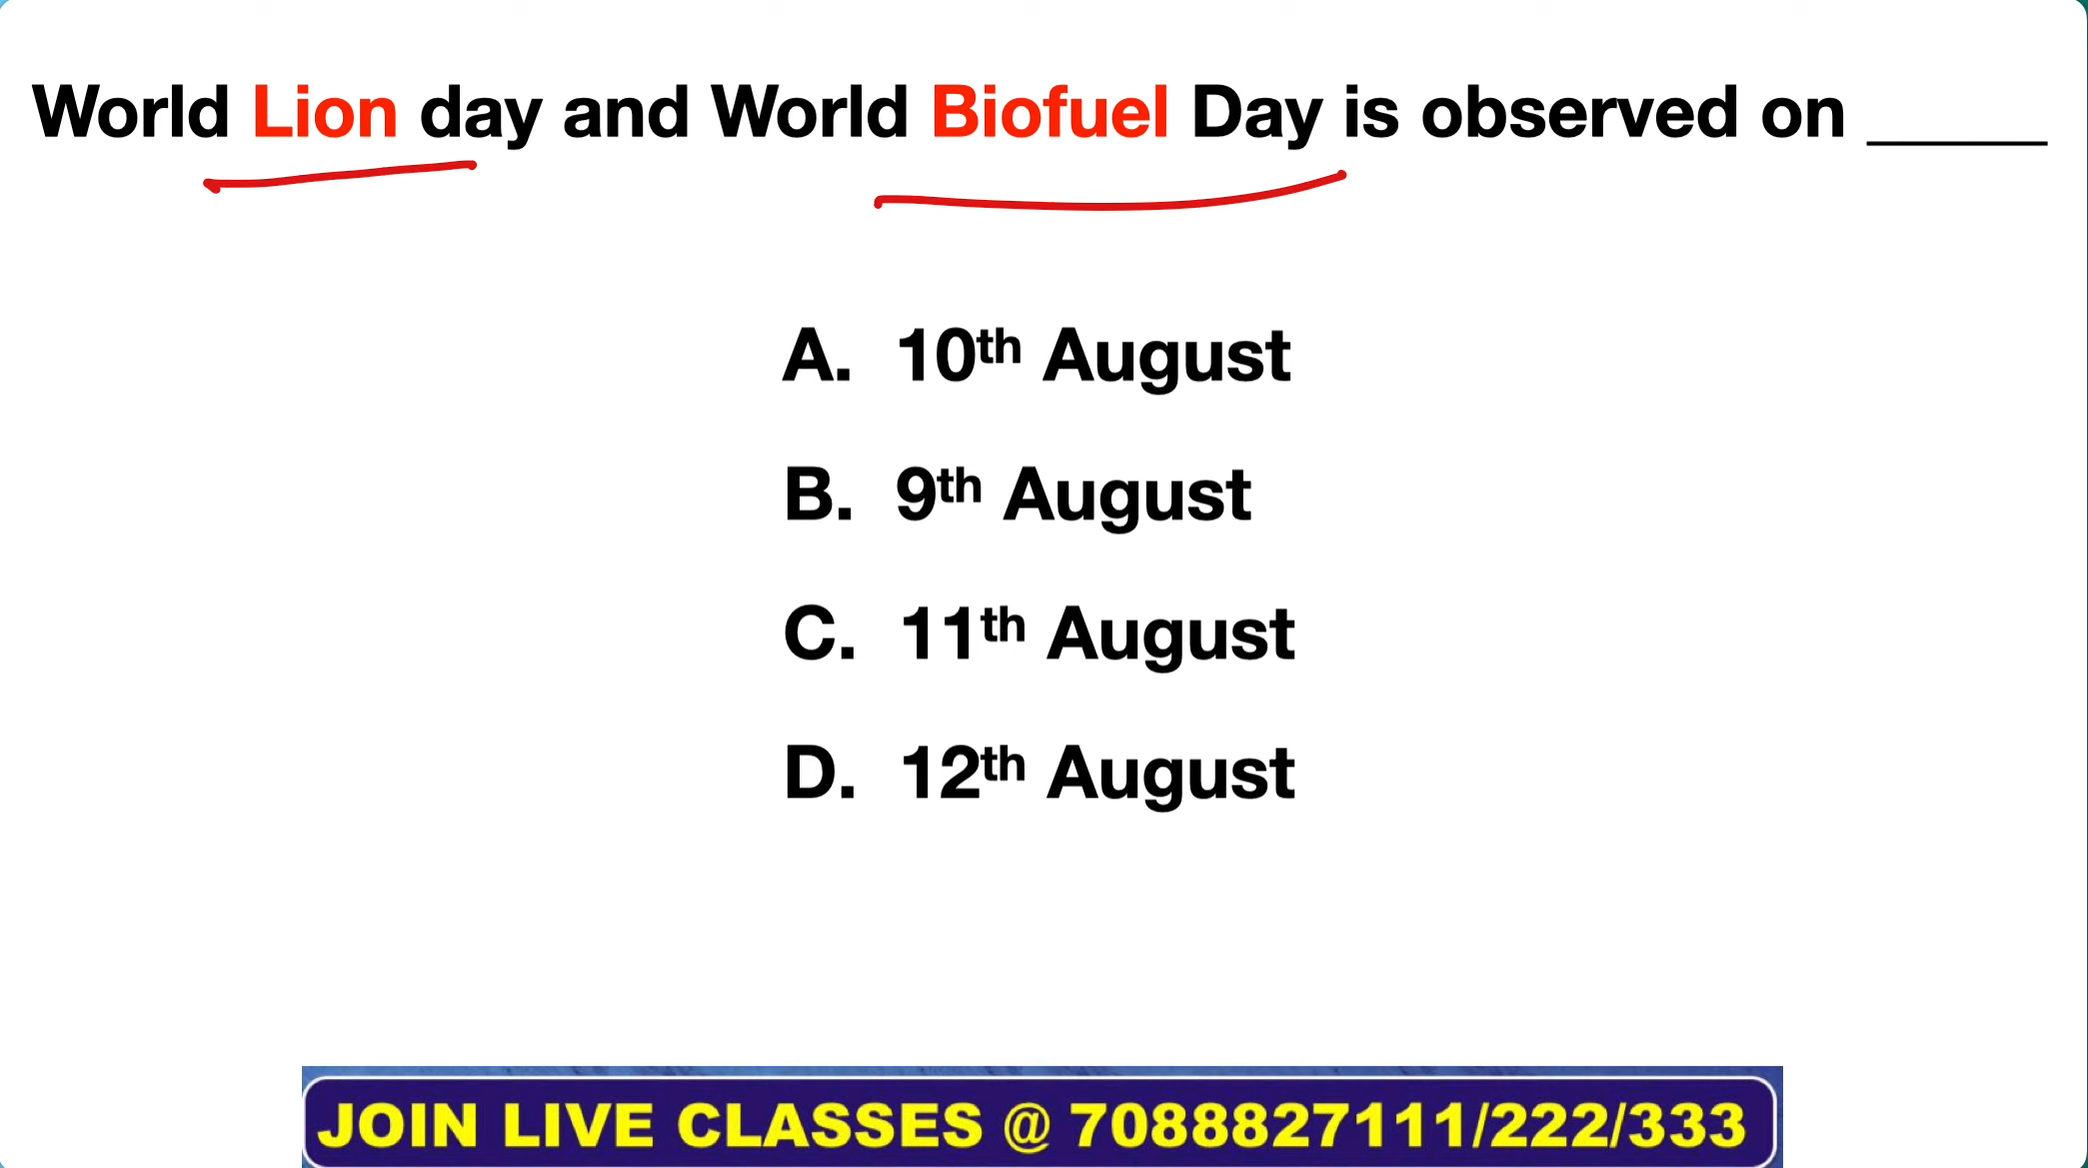 World Lion day and World Biofuel Day is observed on _____
A. 10th August
B. 9th August
C. 11th August
D. 12th August
JOIN LIVE CLASSES @ 7088827111/222/333